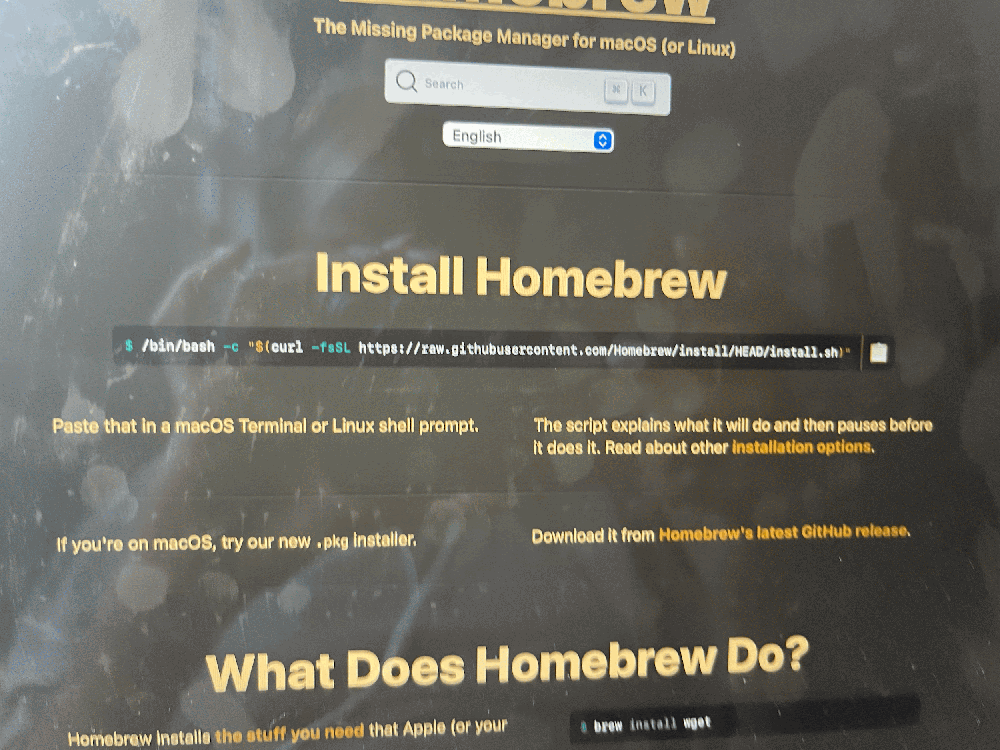 The Missing Package Manager for macOS (or Linux)
Search ⌘ K
English
Install Homebrew
$ /bin/bash -c "$(curl -fsSL https://raw.githubusercontent.com/Homebrew/install/HEAD/install.sh)"
Paste that in a macOS Terminal or Linux shell prompt.
The script explains what it will do and then pauses before
it does it. Read about other installation options.
If you're on macOS, try our new .pkg installer.
Download it from Homebrew's latest GitHub release.
What Does Homebrew Do?
Homebrew installs the stuff you need that Apple (or your
$ brew install wget